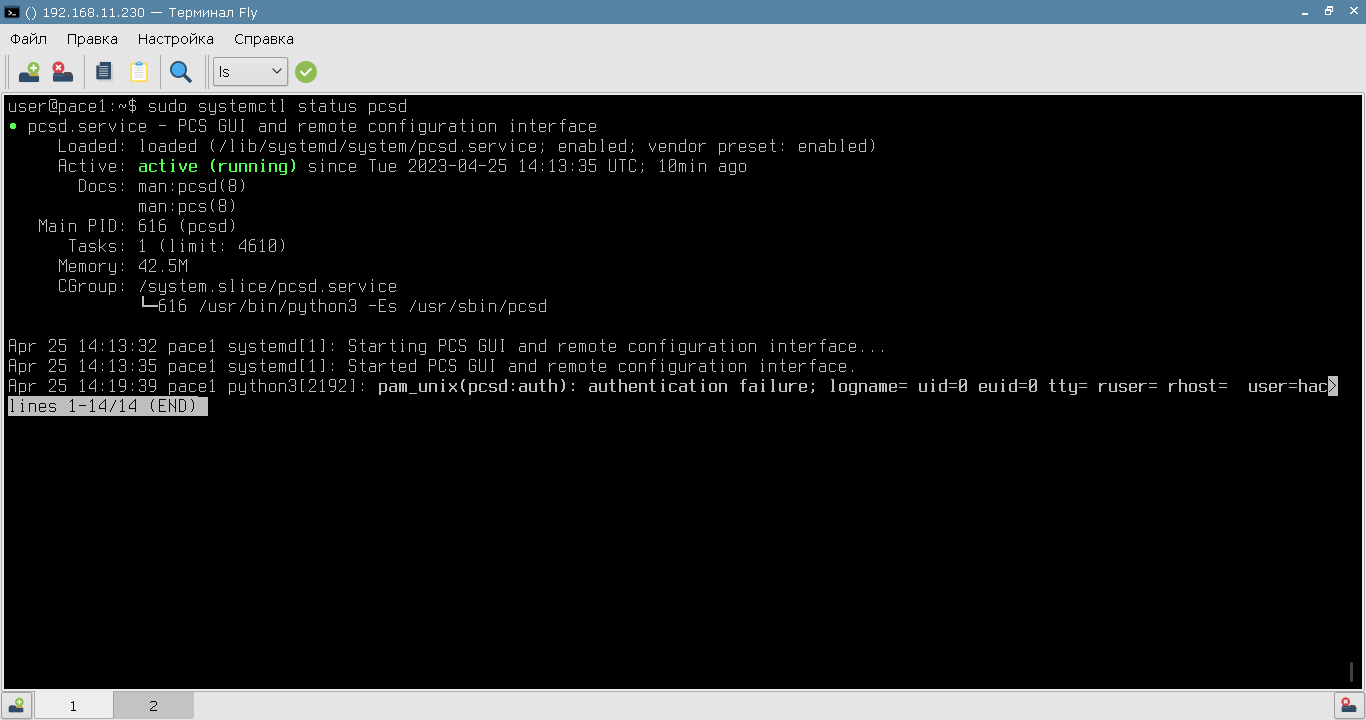 () 192.168.11.230 — Терминал Fly
Файл Правка Настройка Справка
ls
user@pace1:~$ sudo systemctl status pcsd
● pcsd.service - PCS GUI and remote configuration interface
Loaded: loaded (/lib/systemd/system/pcsd.service; enabled; vendor preset: enabled)
Active: active (running) since Tue 2023-04-25 14:13:35 UTC; 10min ago
Docs: man:pcsd(8)
man:pcs(8)
Main PID: 616 (pcsd)
Tasks: 1 (limit: 4610)
Memory: 42.5M
CGroup: /system.slice/pcsd.service
└─616 /usr/bin/python3 -Es /usr/sbin/pcsd
Apr 25 14:13:32 pace1 systemd[1]: Starting PCS GUI and remote configuration interface...
Apr 25 14:13:35 pace1 systemd[1]: Started PCS GUI and remote configuration interface.
Apr 25 14:19:39 pace1 python3[2192]: pam_unix(pcsd:auth): authentication failure; logname= uid=0 euid=0 tty= ruser= rhost=  user=hac>
lines 1-14/14 (END)
1 2